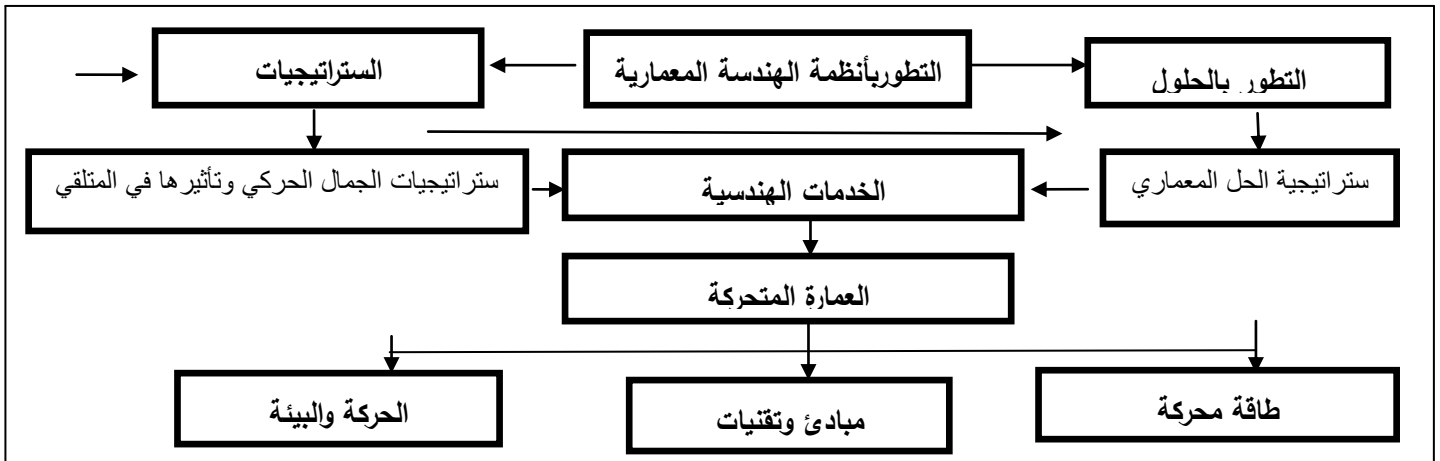 التطور بالحلول
التطوربأنظمة الهندسة المعمارية
الستراتيجيات
ستراتيجية الحل المعماري
الخدمات الهندسية
ستراتيجيات الجمال الحركي وتأثيرها في المتلقي
العمارة المتحركة
طاقة محركة
مبادئ وتقنيات
الحركة والبيئة